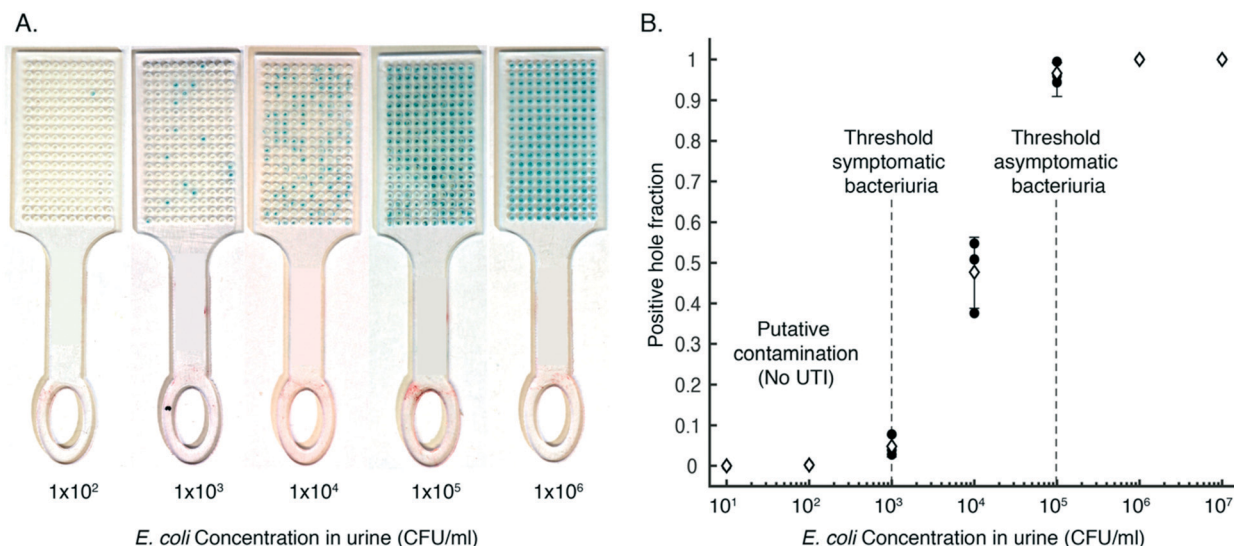 A.
1x10²
1x10³
1x10⁴
1x10⁵
1x10⁶
E. coli Concentration in urine (CFU/ml)
B.
Positive hole fraction
1
0.9
0.8
0.7
0.6
0.5
0.4
0.3
0.2
0.1
0
Threshold
symptomatic
bacteriuria
Threshold
asymptomatic
bacteriuria
Putative
contamination
(No UTI)
10¹
10²
10³
10⁴
10⁵
10⁶
10⁷
E. coli Concentration in urine (CFU/ml)